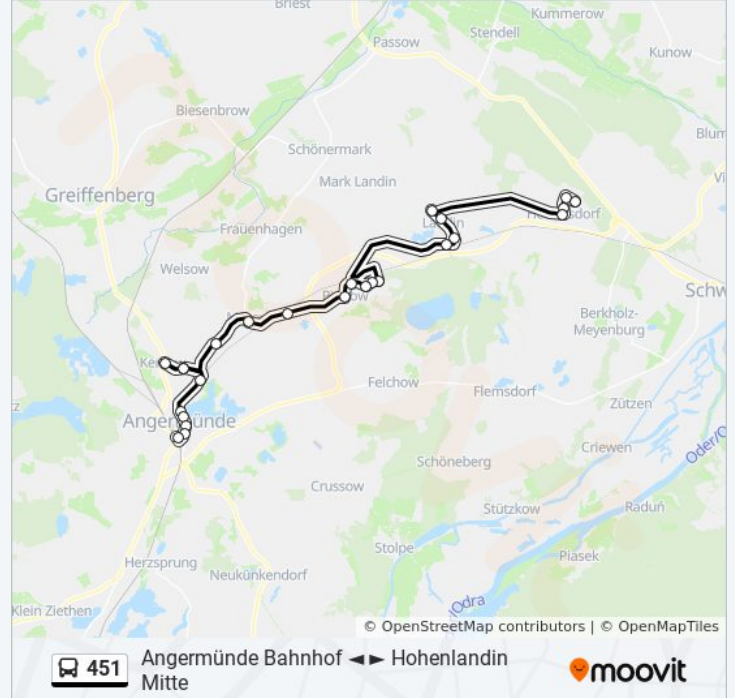 Briest
Kummerow
Stendell
Passow
Kunow
Biesenbrow
Blum
Schönermark
Mark Landin
Vi
Greiffenberg
Frauenhagen
Welsow
Schw
Berkholz-
Meyenburg
Felchow
Flemsdorf
Zützen
z
Angermünde
Criewen
Oder/O
Schöneberg
Crussow
Stützkow
Raduń
Stolpe
Piasek
Herzsprung
Neukünkendorf
/Odra
Klein Ziethen
© OpenStreetMap contributors | © OpenMapTiles
451
Angermünde Bahnhof ◄ ► Hohenlandin
Mitte
moovit